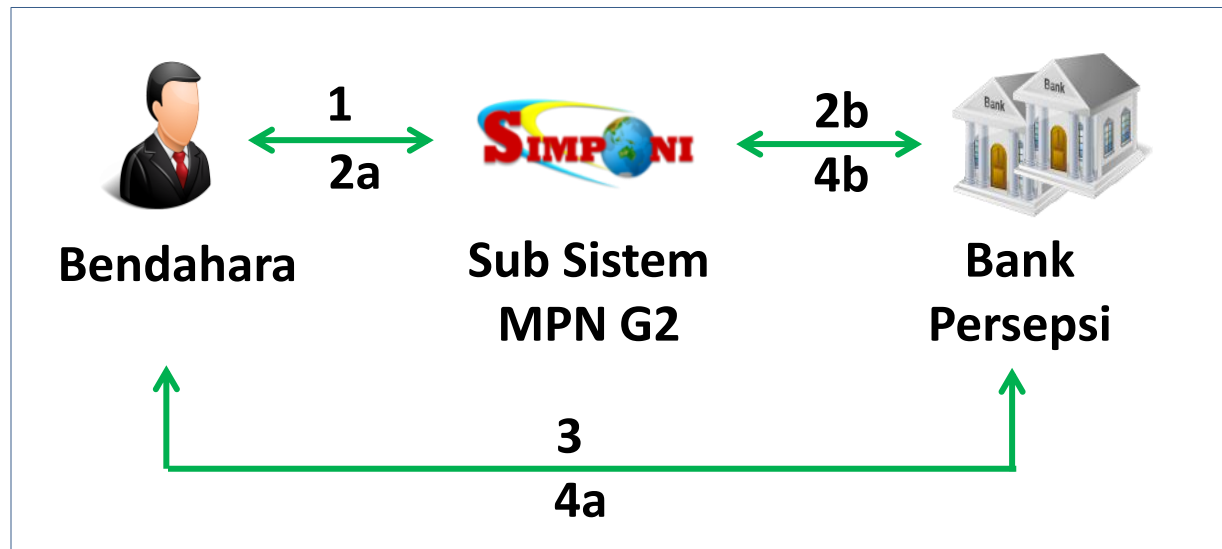 1
2a
SIMPONI
2b
4b
Bank
Bank
Bendahara
Sub Sistem
MPN G2
Bank
Persepsi
3
4a